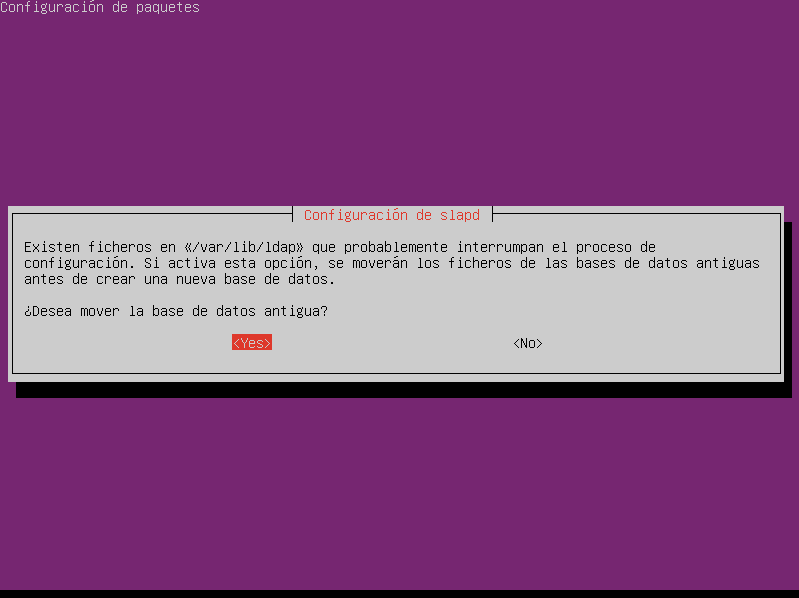 Configuración de paquetes
Configuración de slapd
Existen ficheros en «/var/lib/ldap» que probablemente interrumpan el proceso de
configuración. Si activa esta opción, se moverán los ficheros de las bases de datos antiguas
antes de crear una nueva base de datos.
¿Desea mover la base de datos antigua?
<Yes> <No>